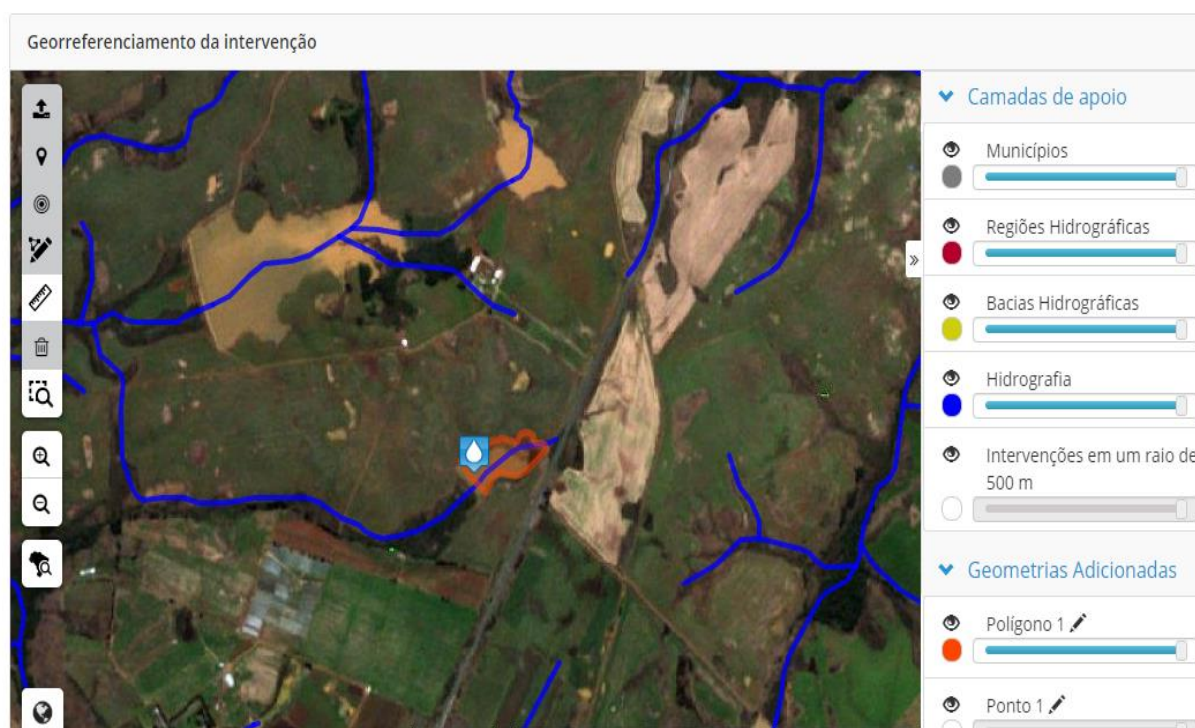 Georreferenciamento da intervenção
Camadas de apoio
Municípios
Regiões Hidrográficas
Bacias Hidrográficas
Hidrografia
Intervenções em um raio de
500 m
Geometrias Adicionadas
Polígono 1
Ponto 1